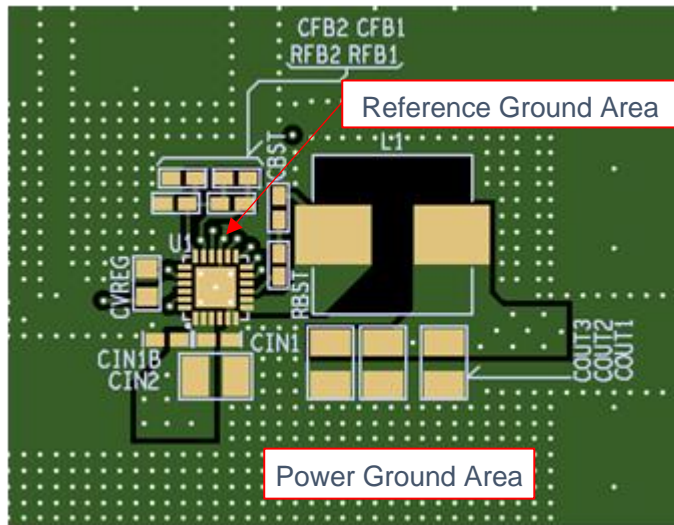 CFB2 CFB1
RFB2 RFB1
Reference Ground Area
CBST
L1
U1
CVREG
RBST
CIN1
CIN1B
CIN2
COUT3
COUT2
COUT1
Power Ground Area